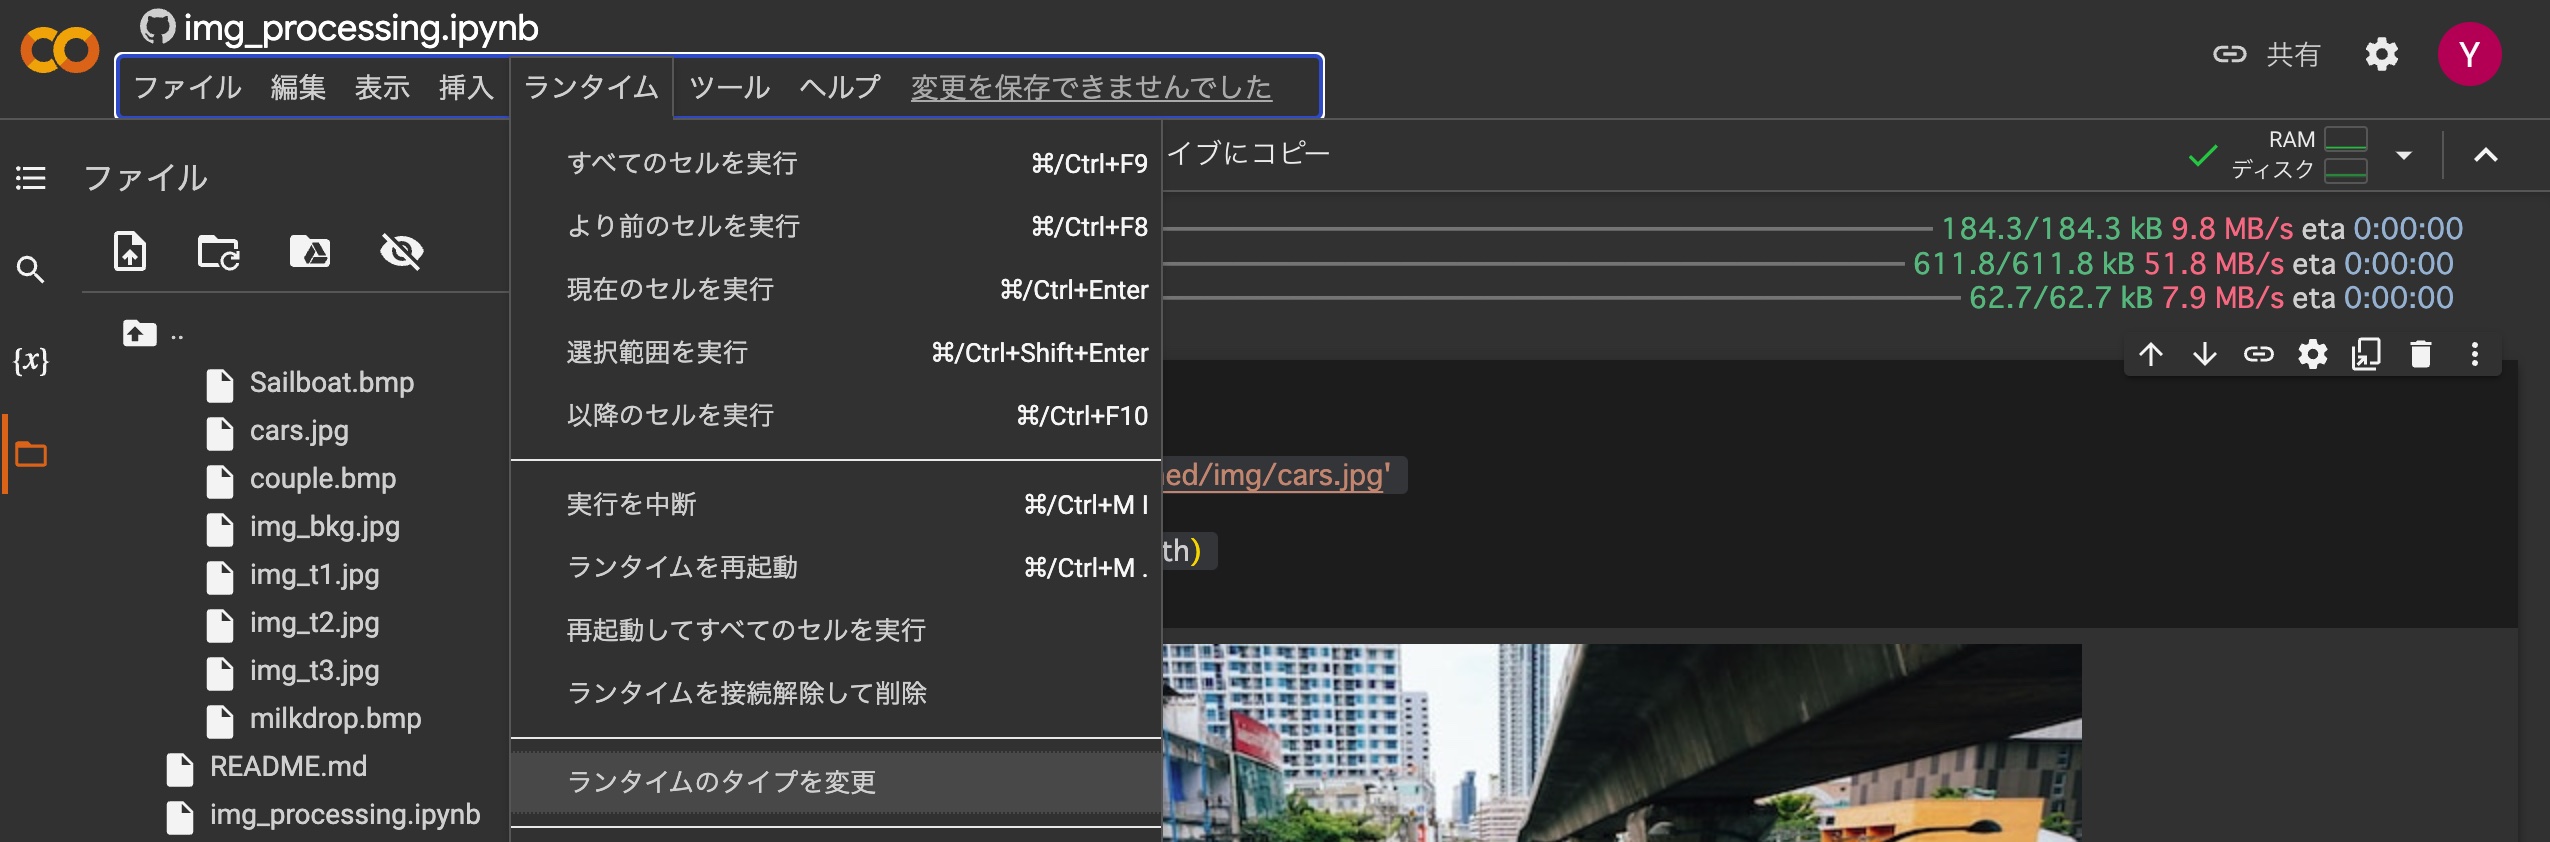 img_processing.ipynb
ファイル 編集 表示 挿入 ランタイム ツール ヘルプ 変更を保存できませんでした
共有
Y
ファイル
すべてのセルを実行 ⌘/Ctrl+F9
より前のセルを実行 ⌘/Ctrl+F8
現在のセルを実行 ⌘/Ctrl+Enter
選択範囲を実行 ⌘/Ctrl+Shift+Enter
以降のセルを実行 ⌘/Ctrl+F10
実行を中断 ⌘/Ctrl+M I
ランタイムを再起動 ⌘/Ctrl+M .
再起動してすべてのセルを実行
ランタイムを接続解除して削除
ランタイムのタイプを変更
{x}
..
Sailboat.bmp
cars.jpg
couple.bmp
img_bkg.jpg
img_t1.jpg
img_t2.jpg
img_t3.jpg
milkdrop.bmp
README.md
img_processing.ipynb
イブにコピー
RAM
ディスク
184.3/184.3 kB 9.8 MB/s eta 0:00:00
611.8/611.8 kB 51.8 MB/s eta 0:00:00
62.7/62.7 kB 7.9 MB/s eta 0:00:00
ed/img/cars.jpg'
th)